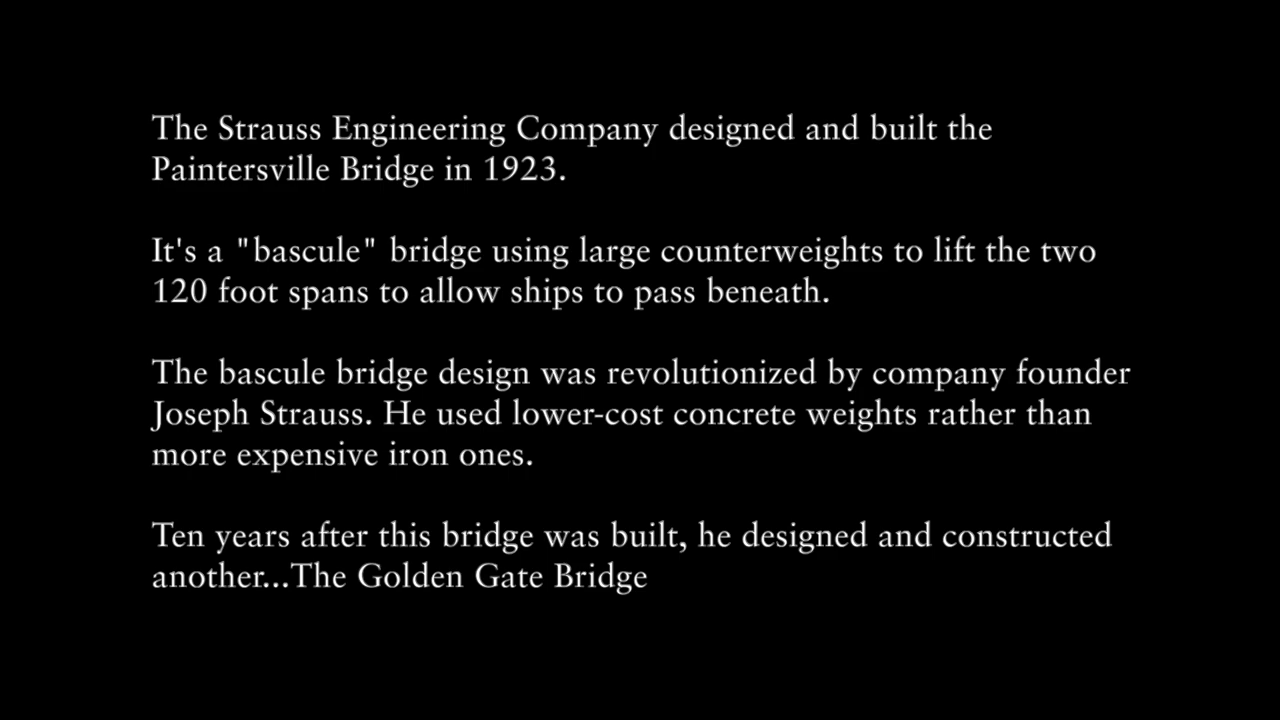 The Strauss Engineering Company designed and built the
Paintersville Bridge in 1923.
It's a "bascule" bridge using large counterweights to lift the two
120 foot spans to allow ships to pass beneath.
The bascule bridge design was revolutionized by company founder
Joseph Strauss. He used lower-cost concrete weights rather than
more expensive iron ones.
Ten years after this bridge was built, he designed and constructed
another...The Golden Gate Bridge